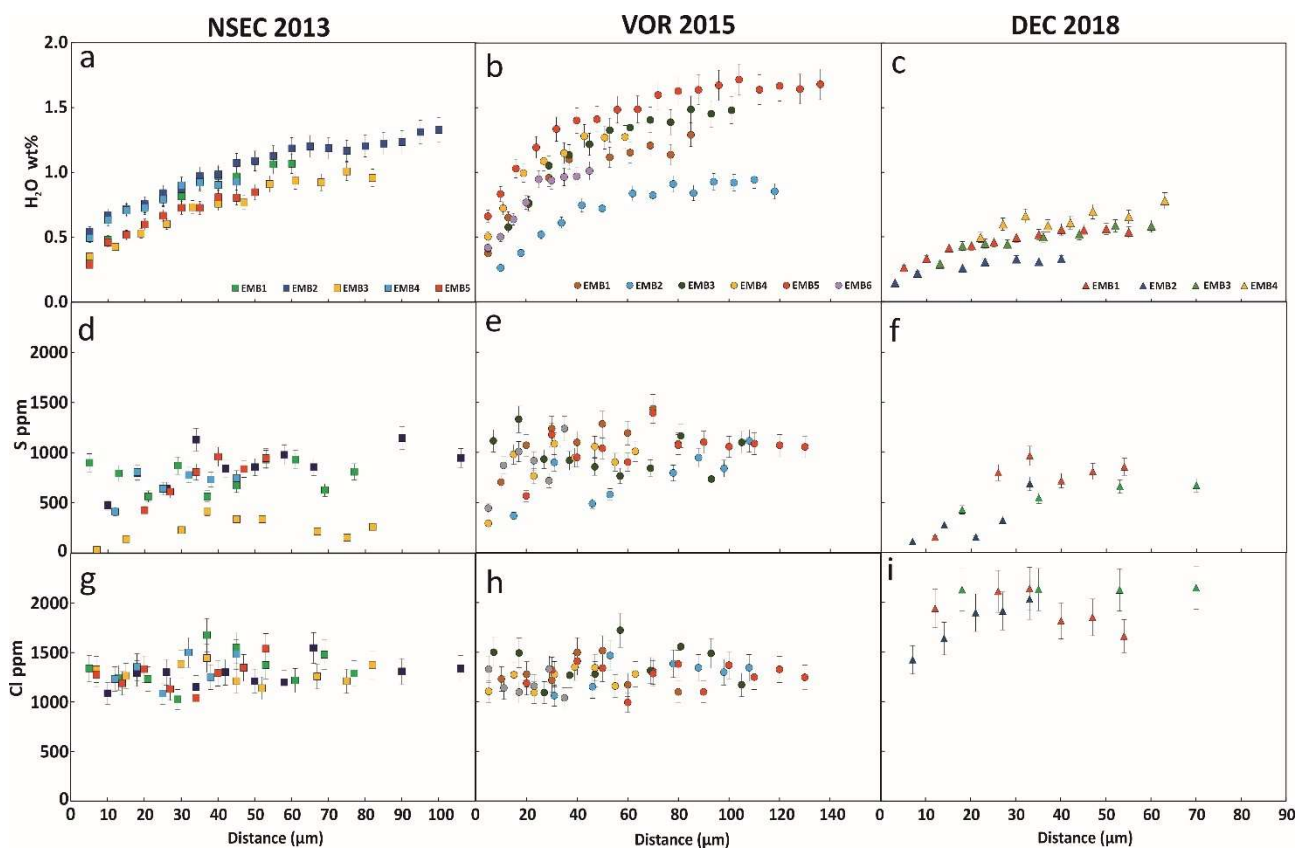 NSEC 2013 VOR 2015 DEC 2018
a b c
H₂O wt%
2.0
1.5
1.0
0.5
0.0
EMB1 EMB2 EMB3 EMB4 EMB5
EMB1 EMB2 EMB3 EMB4 EMB5 EMB6
EMB1 EMB2 EMB3 EMB4
d e f
S ppm
2000
1500
1000
500
0
g h i
Cl ppm
2000
1500
1000
500
0
0 10 20 30 40 50 60 70 80 90 100
0 20 40 60 80 100 120 140
0 10 20 30 40 50 60 70 80 90
Distance (µm) Distance (µm) Distance (µm)